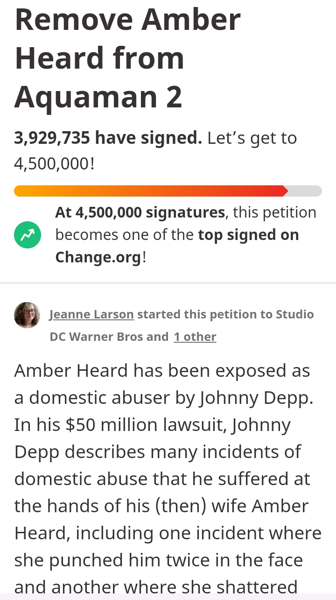 Remove Amber
Heard from
Aquaman 2
3,929,735 have signed. Let’s get to
4,500,000!
At 4,500,000 signatures, this petition
becomes one of the top signed on
Change.org!
Jeanne Larson started this petition to Studio
DC Warner Bros and 1 other
Amber Heard has been exposed as
a domestic abuser by Johnny Depp.
In his $50 million lawsuit, Johnny
Depp describes many incidents of
domestic abuse that he suffered at
the hands of his (then) wife Amber
Heard, including one incident where
she punched him twice in the face
and another where she shattered